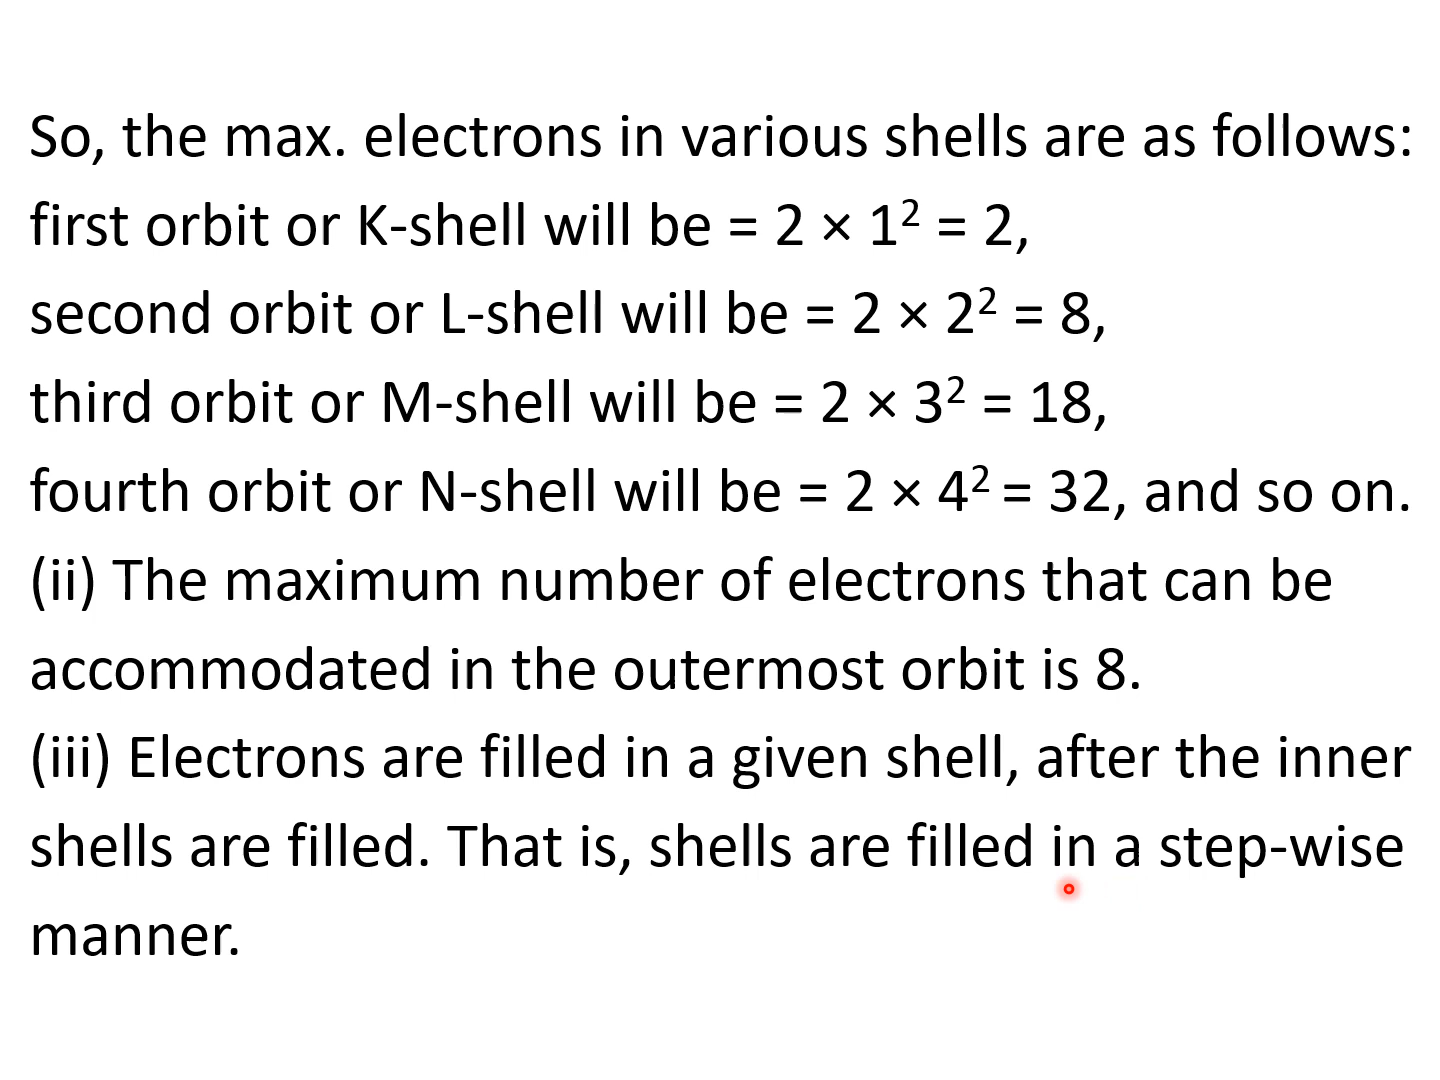 So, the max. electrons in various shells are as follows:
first orbit or K-shell will be = 2 × 1² = 2,
second orbit or L-shell will be = 2 × 2² = 8,
third orbit or M-shell will be = 2 × 3² = 18,
fourth orbit or N-shell will be = 2 × 4² = 32, and so on.
(ii) The maximum number of electrons that can be
accommodated in the outermost orbit is 8.
(iii) Electrons are filled in a given shell, after the inner
shells are filled. That is, shells are filled in a step-wise
manner.